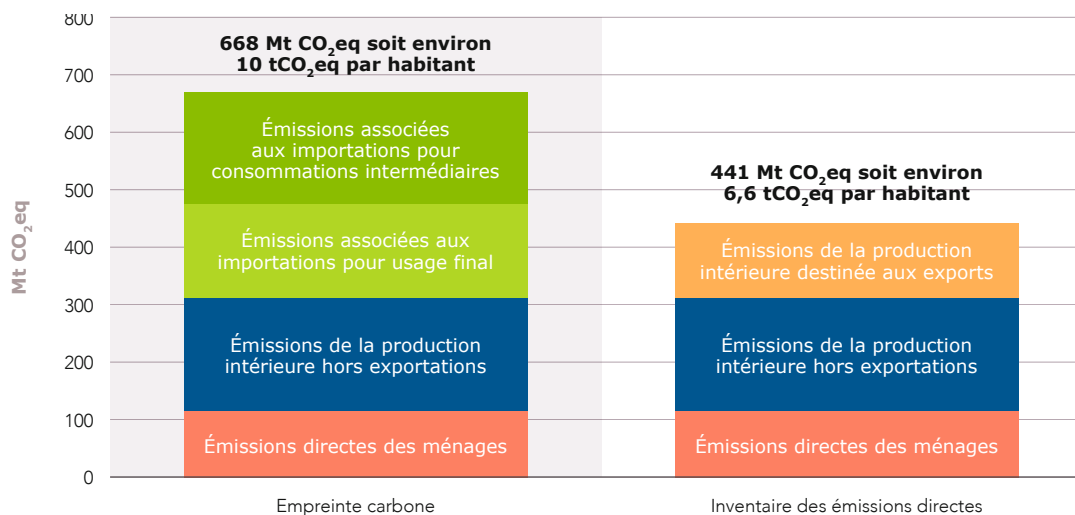 800
700
600
500
400
300
200
100
0
Mt CO₂eq
668 Mt CO₂eq soit environ
10 tCO₂eq par habitant
Émissions associées
aux importations pour
consommations intermédiaires
Émissions associées aux
importations pour usage final
Émissions de la production
intérieure hors exportations
Émissions directes des ménages
Empreinte carbone
441 Mt CO₂eq soit environ
6,6 tCO₂eq par habitant
Émissions de la production
intérieure destinée aux exports
Émissions de la production
intérieure hors exportations
Émissions directes des ménages
Inventaire des émissions directes